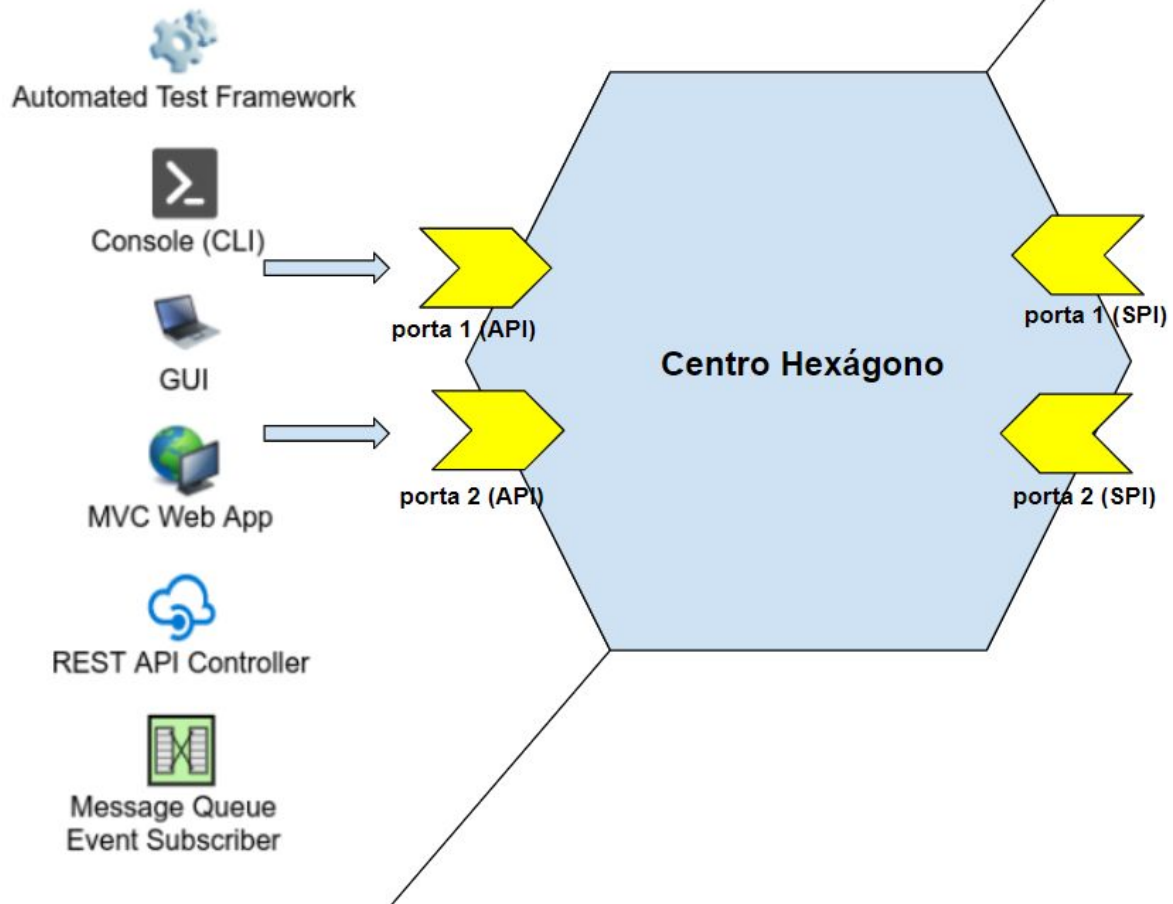 Automated Test Framework
Console (CLI)
GUI
MVC Web App
REST API Controller
Message Queue
Event Subscriber
porta 1 (API)
porta 2 (API)
Centro Hexágono
porta 1 (SPI)
porta 2 (SPI)